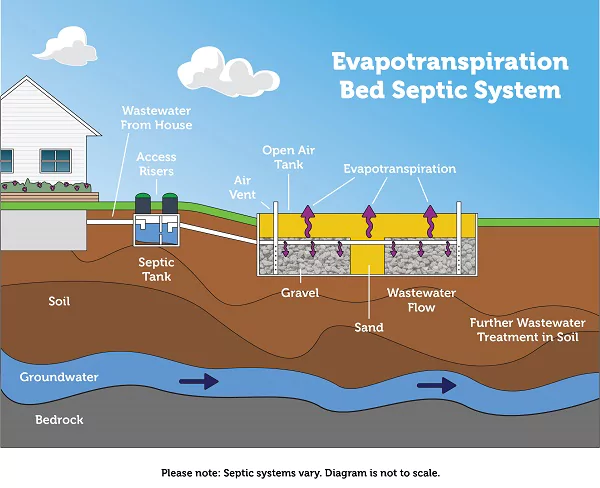 Evapotranspiration
Bed Septic System
Wastewater
From House
Access
Risers
Open Air
Tank
Evapotranspiration
Air
Vent
Septic
Tank
Gravel
Wastewater
Flow
Sand
Soil
Further Wastewater
Treatment in Soil
Groundwater
Bedrock
Please note: Septic systems vary. Diagram is not to scale.